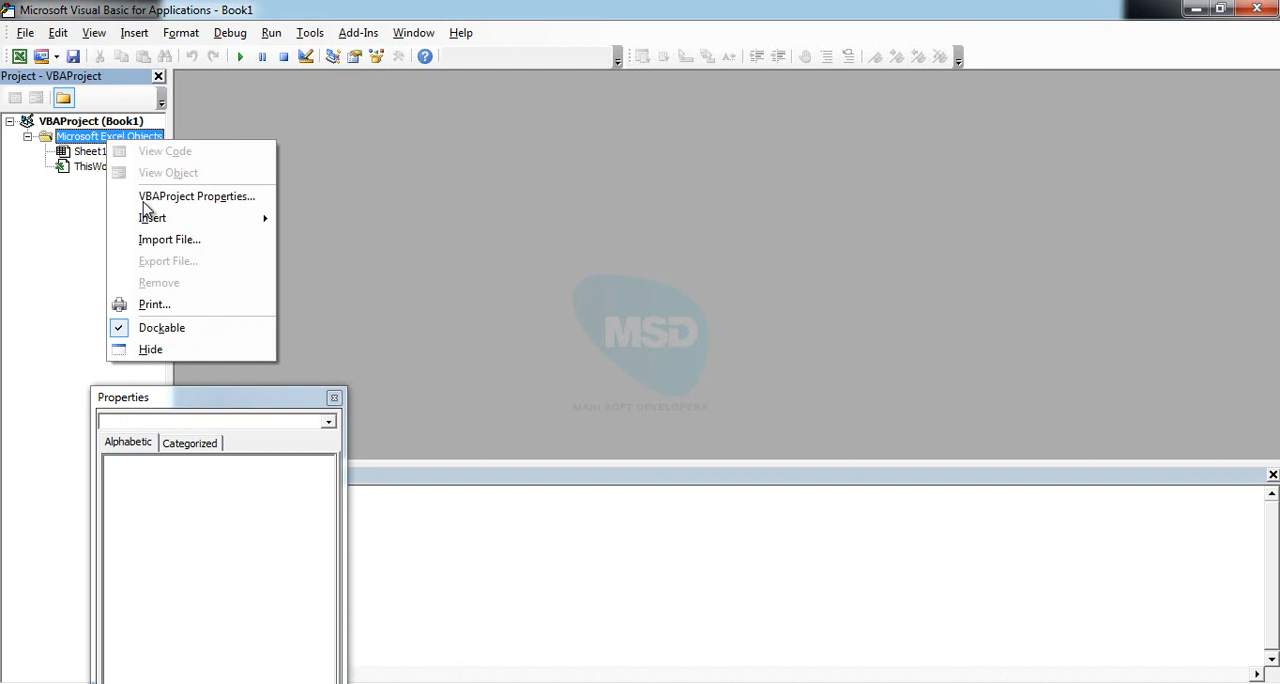 Microsoft Visual Basic for Applications - Book1
File Edit View Insert Format Debug Run Tools Add-Ins Window Help
Project - VBAProject
VBAProject (Book1)
Microsoft Excel Objects
Sheet1
ThisWo
View Code
View Object
VBAProject Properties...
Insert
Import File...
Export File...
Remove
Print...
Dockable
Hide
Properties
Alphabetic Categorized
MSD
MANI SOFT DEVELOPERS